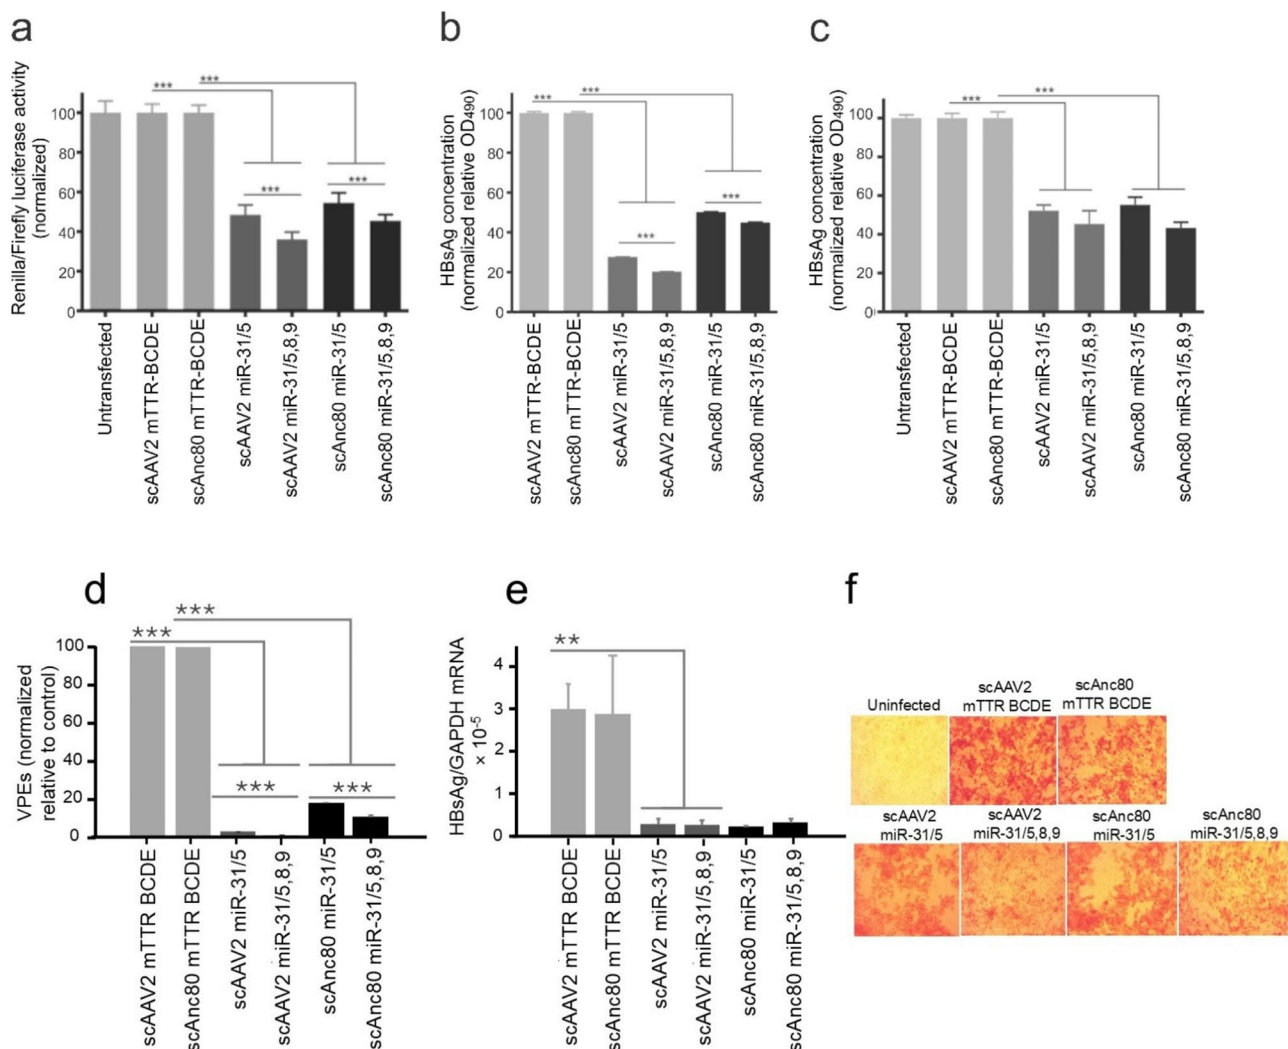 a
Renilla/Firefly luciferase activity
(normalized)
100
80
60
40
20
0
***
***
***
***
Untransfected
scAAV2 mTTR-BCDE
scAnc80 mTTR-BCDE
scAAV2 miR-31/5
scAAV2 miR-31/5,8,9
scAnc80 miR-31/5
scAnc80 miR-31/5,8,9
b
HBsAg concentration
(normalized relative OD490)
100
80
60
40
20
0
***
***
***
***
scAAV2 mTTR-BCDE
scAnc80 mTTR-BCDE
scAAV2 miR-31/5
scAAV2 miR-31/5,8,9
scAnc80 miR-31/5
scAnc80 miR-31/5,8,9
c
HBsAg concentration
(normalized relative OD490)
100
80
60
40
20
0
***
***
Untransfected
scAAV2 mTTR-BCDE
scAnc80 mTTR-BCDE
scAAV2 miR-31/5
scAAV2 miR-31/5,8,9
scAnc80 miR-31/5
scAnc80 miR-31/5,8,9
d
VPEs (normalized
relative to control)
100
80
60
40
20
0
***
***
***
***
scAAV2 mTTR BCDE
scAnc80 mTTR BCDE
scAAV2 miR-31/5
scAAV2 miR-31/5,8,9
scAnc80 miR-31/5
scAnc80 miR-31/5,8,9
e
HBsAg/GAPDH mRNA
× 10-5
4
3
2
1
0
**
scAAV2 mTTR BCDE
scAnc80 mTTR BCDE
scAAV2 miR-31/5
scAAV2 miR-31/5,8,9
scAnc80 miR-31/5
scAnc80 miR-31/5,8,9
f
Uninfected
scAAV2
mTTR BCDE
scAnc80
mTTR BCDE
scAAV2
miR-31/5
scAAV2
miR-31/5,8,9
scAnc80
miR-31/5
scAnc80
miR-31/5,8,9